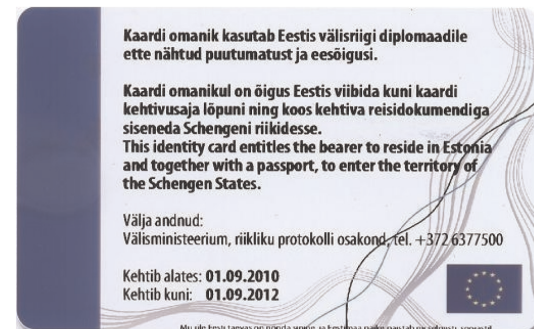 Kaardi omanik kasutab Eestis välisriigi diplomaadile
ette nähtud puutumatust ja eesõigusi.
Kaardi omanikul on õigus Eestis viibida kuni kaardi
kehtivusaja lõpuni ning koos kehtiva reisidokumendiga
siseneda Schengeni riikidesse.
This identity card entitles the bearer to reside in Estonia
and together with a passport, to enter the territory of
the Schengen States.
Välja andnud:
Välisministeerium, riikliku protokolli osakond, tel. +372 6377500
Kehtib alates: 01.09.2010
Kehtib kuni: 01.09.2012